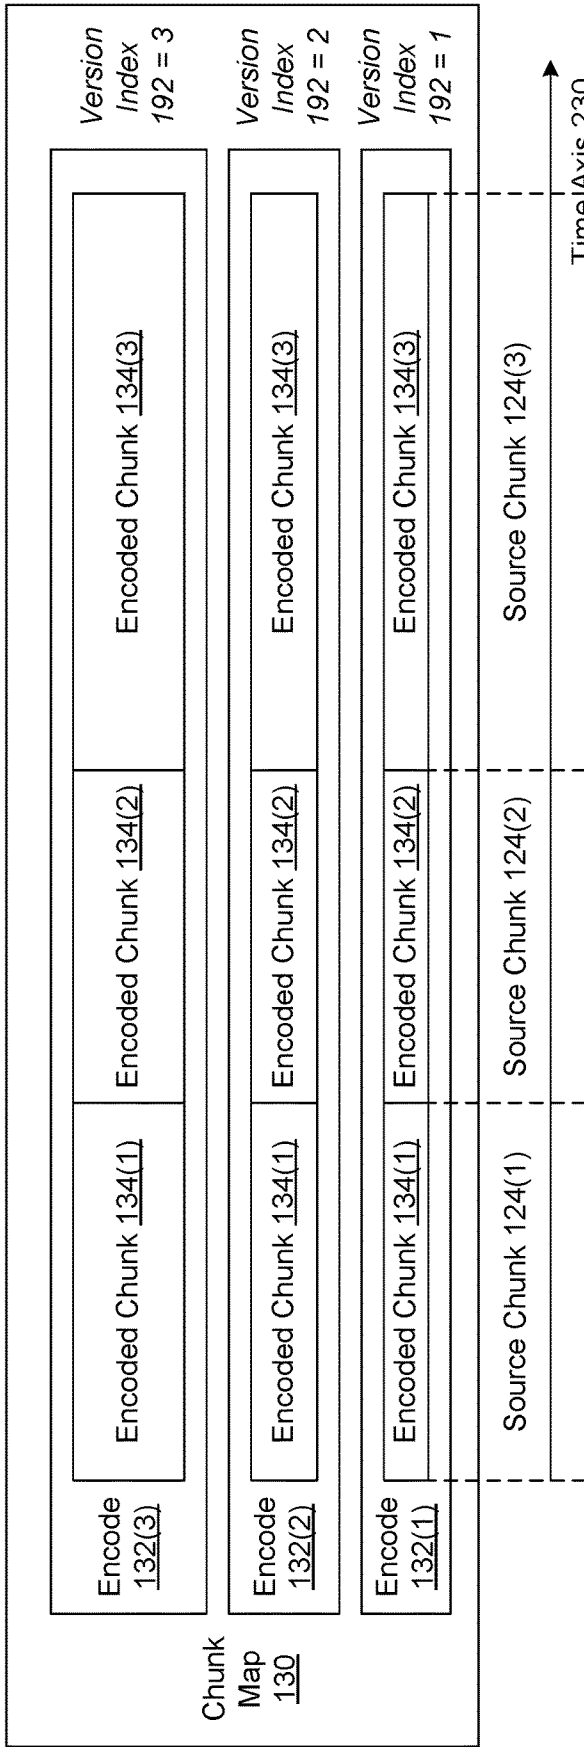 Chunk
Map
130
Encode
132(3)
Encoded Chunk 134(1)
Encoded Chunk 134(2)
Encoded Chunk 134(3)
Version
Index
192 = 3
Encode
132(2)
Encoded Chunk 134(1)
Encoded Chunk 134(2)
Encoded Chunk 134(3)
Version
Index
192 = 2
Encode
132(1)
Encoded Chunk 134(1)
Encoded Chunk 134(2)
Encoded Chunk 134(3)
Version
Index
192 = 1
Source Chunk 124(1)
Source Chunk 124(2)
Source Chunk 124(3)
Time Axis 230